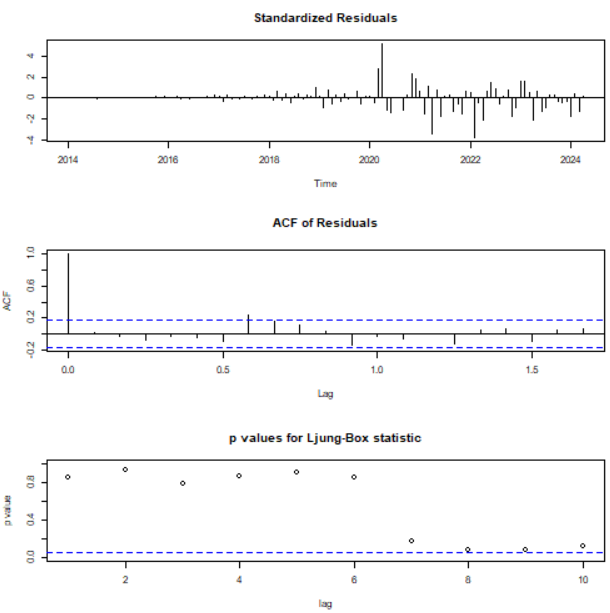 Standardized Residuals
4
2
0
-2
-4
2014 2016 2018 2020 2022 2024
Time
ACF of Residuals
ACF
1.0
0.6
0.2
-0.2
0.0 0.5 1.0 1.5
Lag
p values for Ljung-Box statistic
p value
0.8
0.4
0.0
2 4 6 8 10
lag